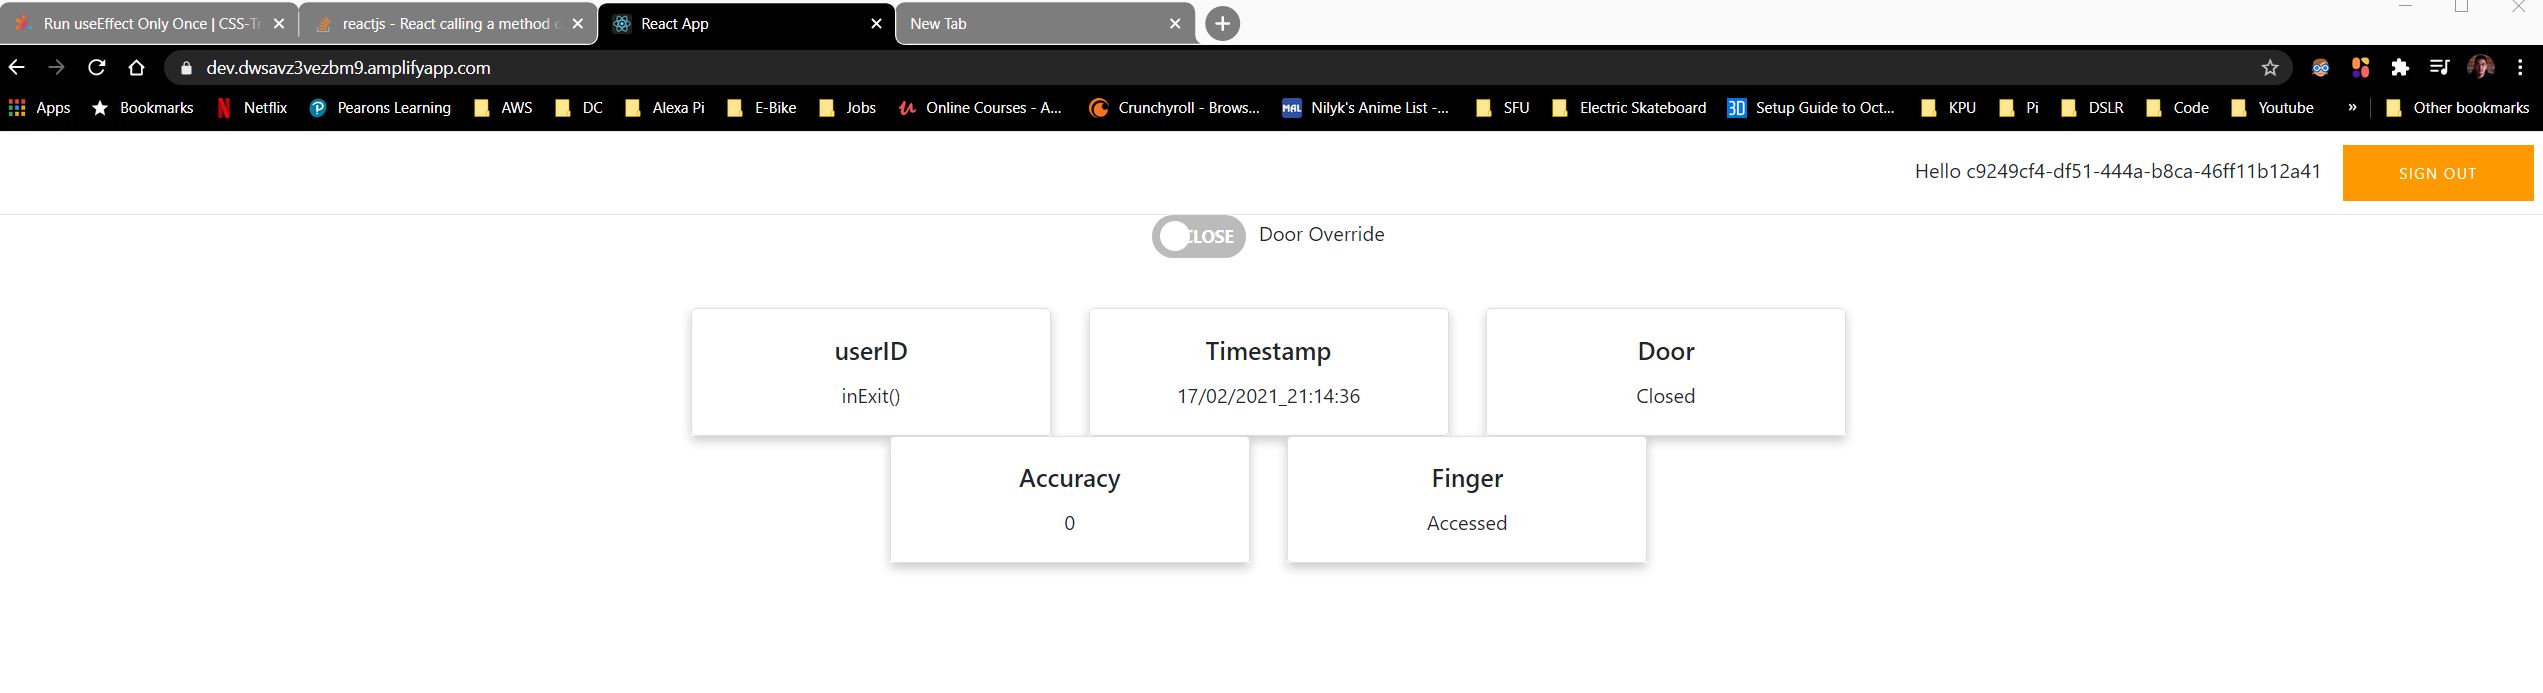 Run useEffect Only Once | CSS-Tr
reactjs - React calling a method o
React App
New Tab
dev.dwsavz3vezbm9.amplifyapp.com
Apps Bookmarks Netflix Pearons Learning AWS DC Alexa Pi E-Bike Jobs Online Courses - A... Crunchyroll - Brows... MAL Nilyk's Anime List -... SFU Electric Skateboard 3D Setup Guide to Oct... KPU Pi DSLR Code Youtube » Other bookmarks
Hello c9249cf4-df51-444a-b8ca-46ff11b12a41 SIGN OUT
CLOSE Door Override
userID
inExit()
Timestamp
17/02/2021_21:14:36
Door
Closed
Accuracy
0
Finger
Accessed